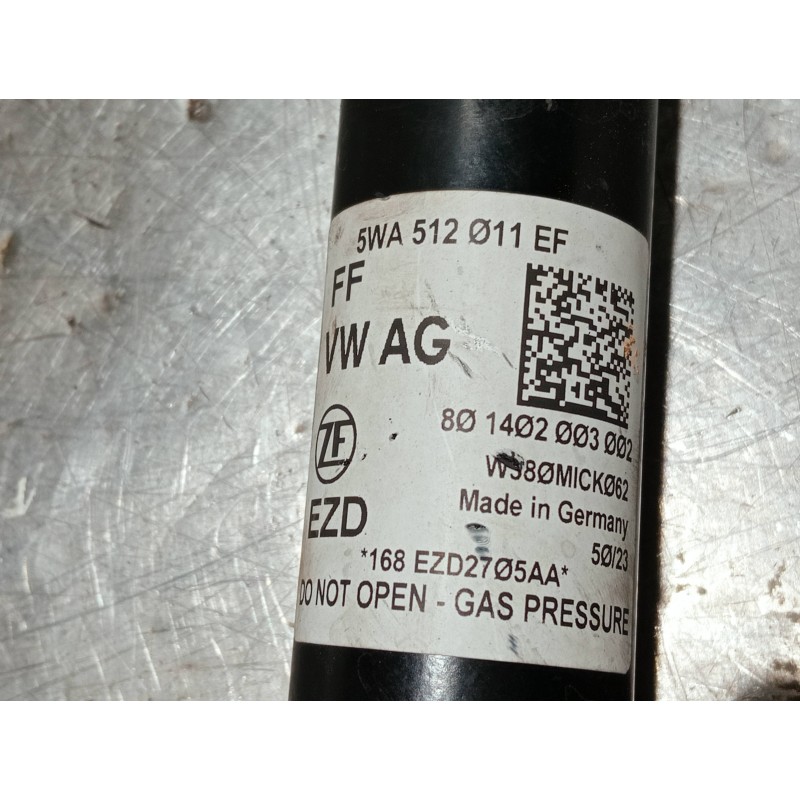 5WA 512 Ø11 EF
FF
VW AG
8Ø 14Ø2 ØØ3 ØØ2
ZF
WJ8ØMICKØ62
Made in Germany
EZD
5Ø/23
*168 EZD27Ø5AA*
DO NOT OPEN - GAS PRESSURE